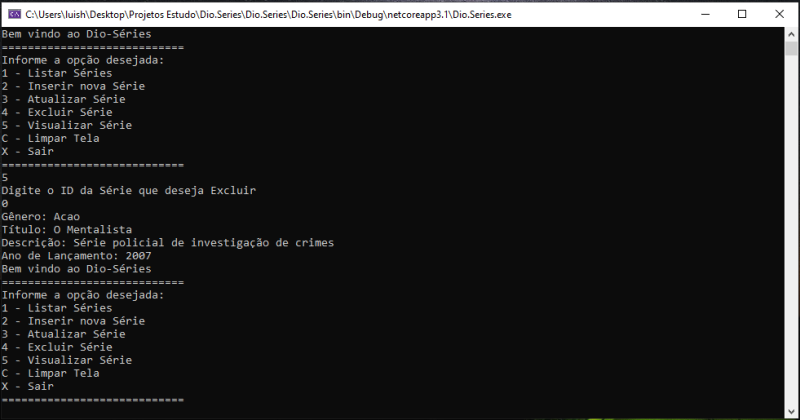 C:\Users\luish\Desktop\Projetos Estudo\Dio.Series\Dio.Series\Dio.Series\bin\Debug\netcoreapp3.1\Dio.Series.exe
Bem vindo ao Dio-Séries
============================
Informe a opção desejada:
1 - Listar Séries
2 - Inserir nova Série
3 - Atualizar Série
4 - Excluir Série
5 - Visualizar Série
C - Limpar Tela
X - Sair
============================
5
Digite o ID da Série que deseja Excluir
0
Gênero: Acao
Título: O Mentalista
Descrição: Série policial de investigação de crimes
Ano de Lançamento: 2007
Bem vindo ao Dio-Séries
============================
Informe a opção desejada:
1 - Listar Séries
2 - Inserir nova Série
3 - Atualizar Série
4 - Excluir Série
5 - Visualizar Série
C - Limpar Tela
X - Sair
============================